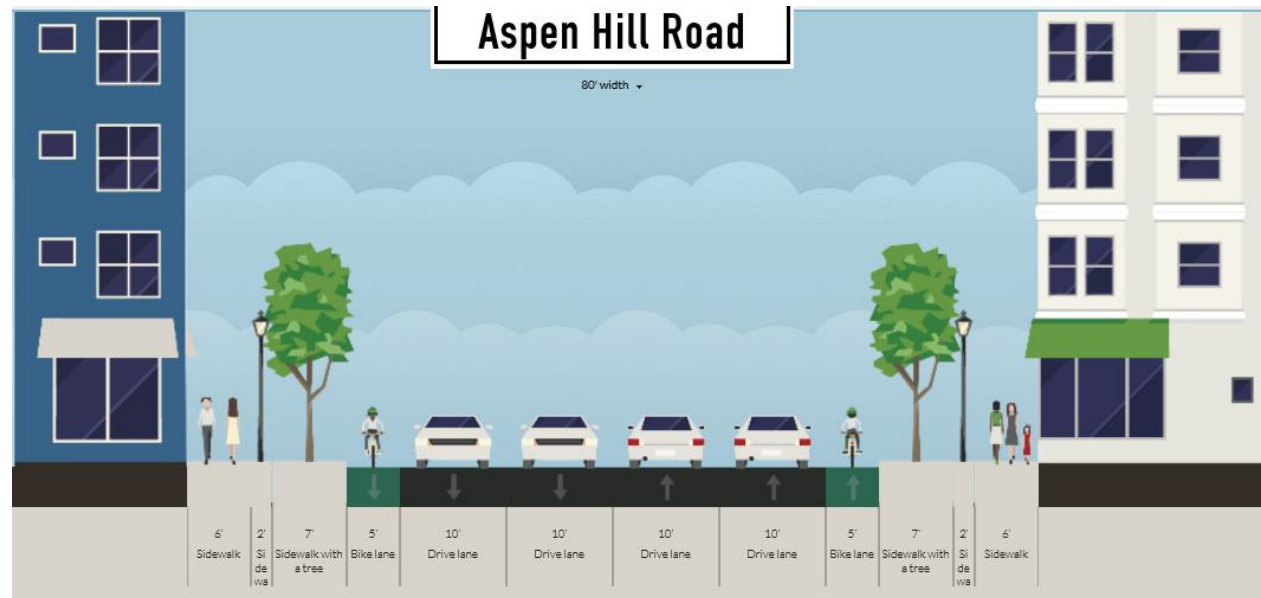 Aspen Hill Road
80' width
6' 2' 7' 5' 10' 10' 10' 10' 5' 7' 2' 6'
Sidewalk Si Sidewalk with Bike lane Drive lane Drive lane Drive lane Drive lane Bike lane Sidewalk with Si Sidewalk
de a tree a tree de
wa wa